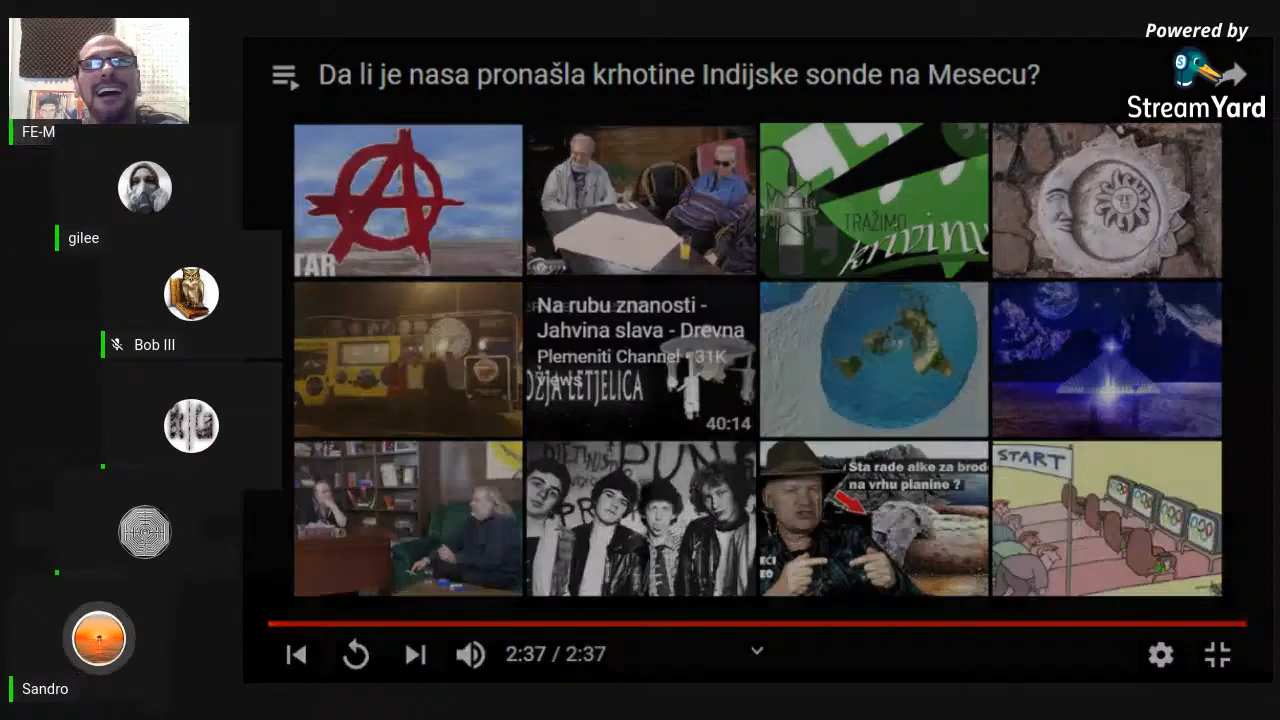 Powered by
StreamYard
FE-M
gilee
Bob III
Sandro
Da li je nasa pronašla krhotine Indijske sonde na Mesecu?
TAR
TRAŽIMO
krivinu
Na rubu znanosti -
Jahvina slava - Drevna
Plemeniti Channel • 31K
views
OŽJA LETJELICA
40:14
Šta rade alke za brod
na vrhu planine ?
START
2:37 / 2:37